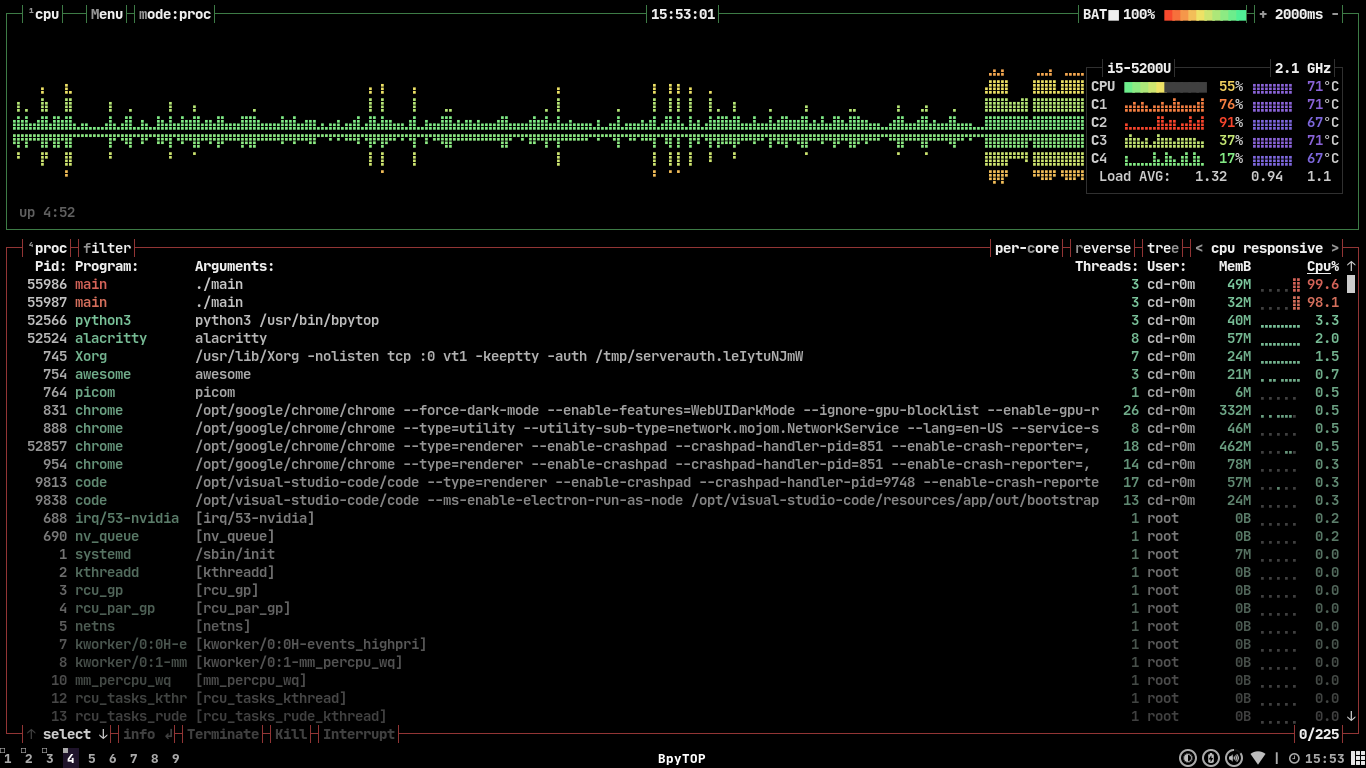 ¹cpu Menu mode:proc 15:53:01 BAT■ 100% + 2000ms -
i5-5200U 2.1 GHz
CPU 55% 71°C
C1 76% 71°C
C2 91% 67°C
C3 37% 71°C
C4 17% 67°C
Load AVG: 1.32 0.94 1.1
up 4:52
⁴proc filter per-core reverse tree < cpu responsive >
Pid: Program: Arguments: Threads: User: MemB Cpu% ↑
55986 main ./main 3 cd-r0m 49M 99.6
55987 main ./main 3 cd-r0m 32M 98.1
52566 python3 python3 /usr/bin/bpytop 3 cd-r0m 40M 3.3
52524 alacritty alacritty 8 cd-r0m 57M 2.0
745 Xorg /usr/lib/Xorg -nolisten tcp :0 vt1 -keeptty -auth /tmp/serverauth.leIytuNJmW 7 cd-r0m 24M 1.5
754 awesome awesome 3 cd-r0m 21M 0.7
764 picom picom 1 cd-r0m 6M 0.5
831 chrome /opt/google/chrome/chrome --force-dark-mode --enable-features=WebUIDarkMode --ignore-gpu-blocklist --enable-gpu-r 26 cd-r0m 332M 0.5
888 chrome /opt/google/chrome/chrome --type=utility --utility-sub-type=network.mojom.NetworkService --lang=en-US --service-s 8 cd-r0m 46M 0.5
52857 chrome /opt/google/chrome/chrome --type=renderer --enable-crashpad --crashpad-handler-pid=851 --enable-crash-reporter=, 18 cd-r0m 462M 0.5
954 chrome /opt/google/chrome/chrome --type=renderer --enable-crashpad --crashpad-handler-pid=851 --enable-crash-reporter=, 14 cd-r0m 78M 0.3
9813 code /opt/visual-studio-code/code --type=renderer --enable-crashpad --crashpad-handler-pid=9748 --enable-crash-reporte 17 cd-r0m 57M 0.3
9838 code /opt/visual-studio-code/code --ms-enable-electron-run-as-node /opt/visual-studio-code/resources/app/out/bootstrap 13 cd-r0m 24M 0.3
688 irq/53-nvidia [irq/53-nvidia] 1 root 0B 0.2
690 nv_queue [nv_queue] 1 root 0B 0.2
1 systemd /sbin/init 1 root 7M 0.0
2 kthreadd [kthreadd] 1 root 0B 0.0
3 rcu_gp [rcu_gp] 1 root 0B 0.0
4 rcu_par_gp [rcu_par_gp] 1 root 0B 0.0
5 netns [netns] 1 root 0B 0.0
7 kworker/0:0H-e [kworker/0:0H-events_highpri] 1 root 0B 0.0
8 kworker/0:1-mm [kworker/0:1-mm_percpu_wq] 1 root 0B 0.0
10 mm_percpu_wq [mm_percpu_wq] 1 root 0B 0.0
12 rcu_tasks_kthr [rcu_tasks_kthread] 1 root 0B 0.0
13 rcu_tasks_rude [rcu_tasks_rude_kthread] 1 root 0B 0.0 ↓
↑ select ↓ info ↲ Terminate Kill Interrupt 0/225
1 2 3 4 5 6 7 8 9 BpyTOP | 15:53